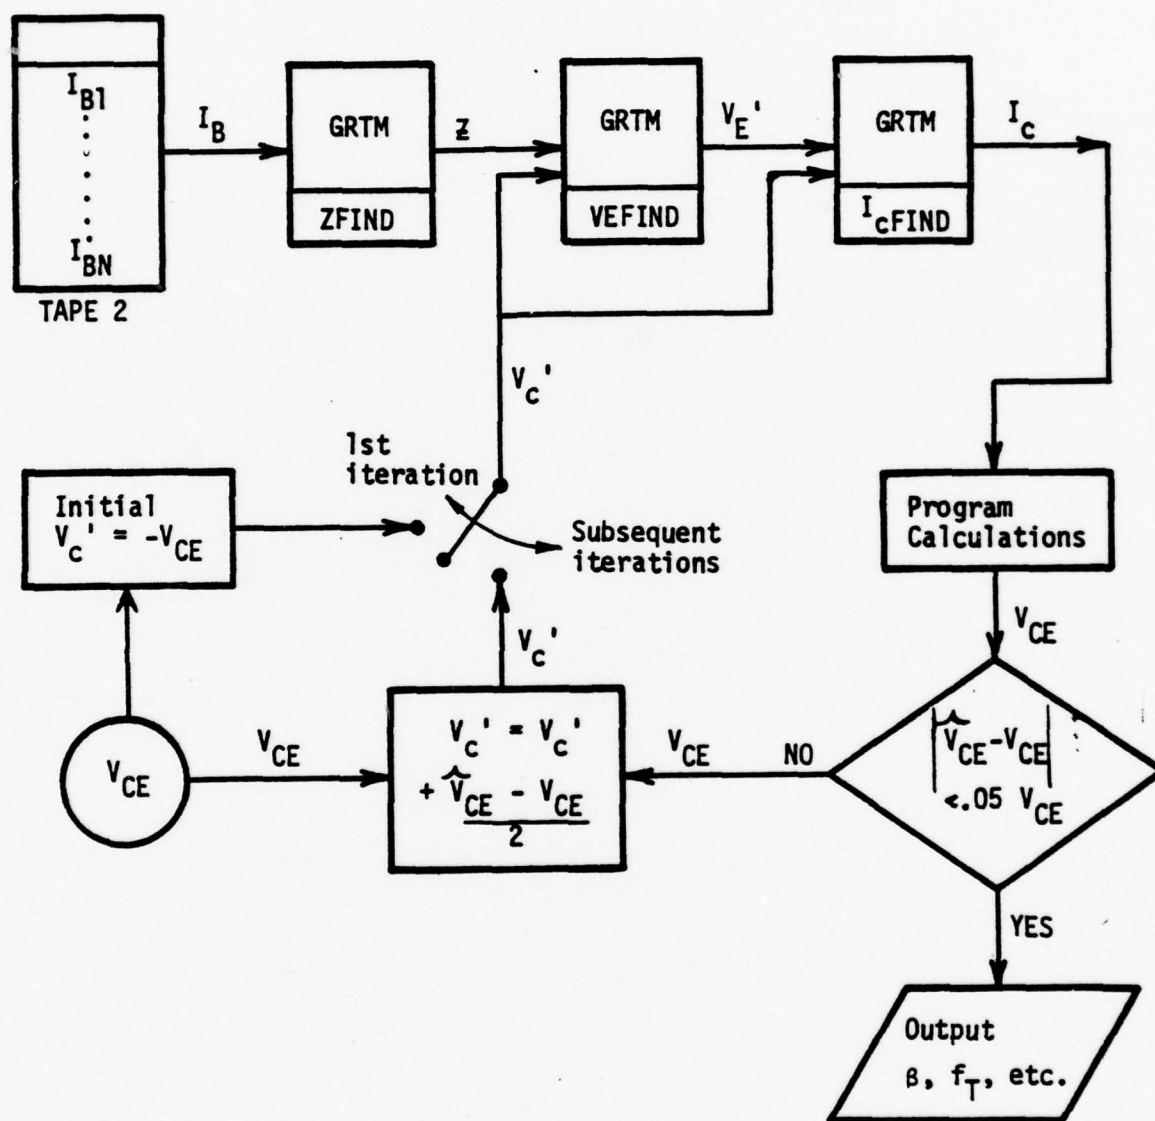 I_B1
I_BN
TAPE 2
I_B
GRTM
ZFIND
Z
GRTM
VEFIND
V_E'
GRTM
I_cFIND
I_c
V_c'
1st
iteration
Subsequent
iterations
Initial
V_c' = -V_CE
Program
Calculations
V_CE
V_c'
V_CE
V_CE
V_c' = V_c'
+ V̂_CE - V_CE
2
V_CE
NO
|V̂_CE-V_CE|
<.05 V_CE
YES
Output
β, f_T, etc.